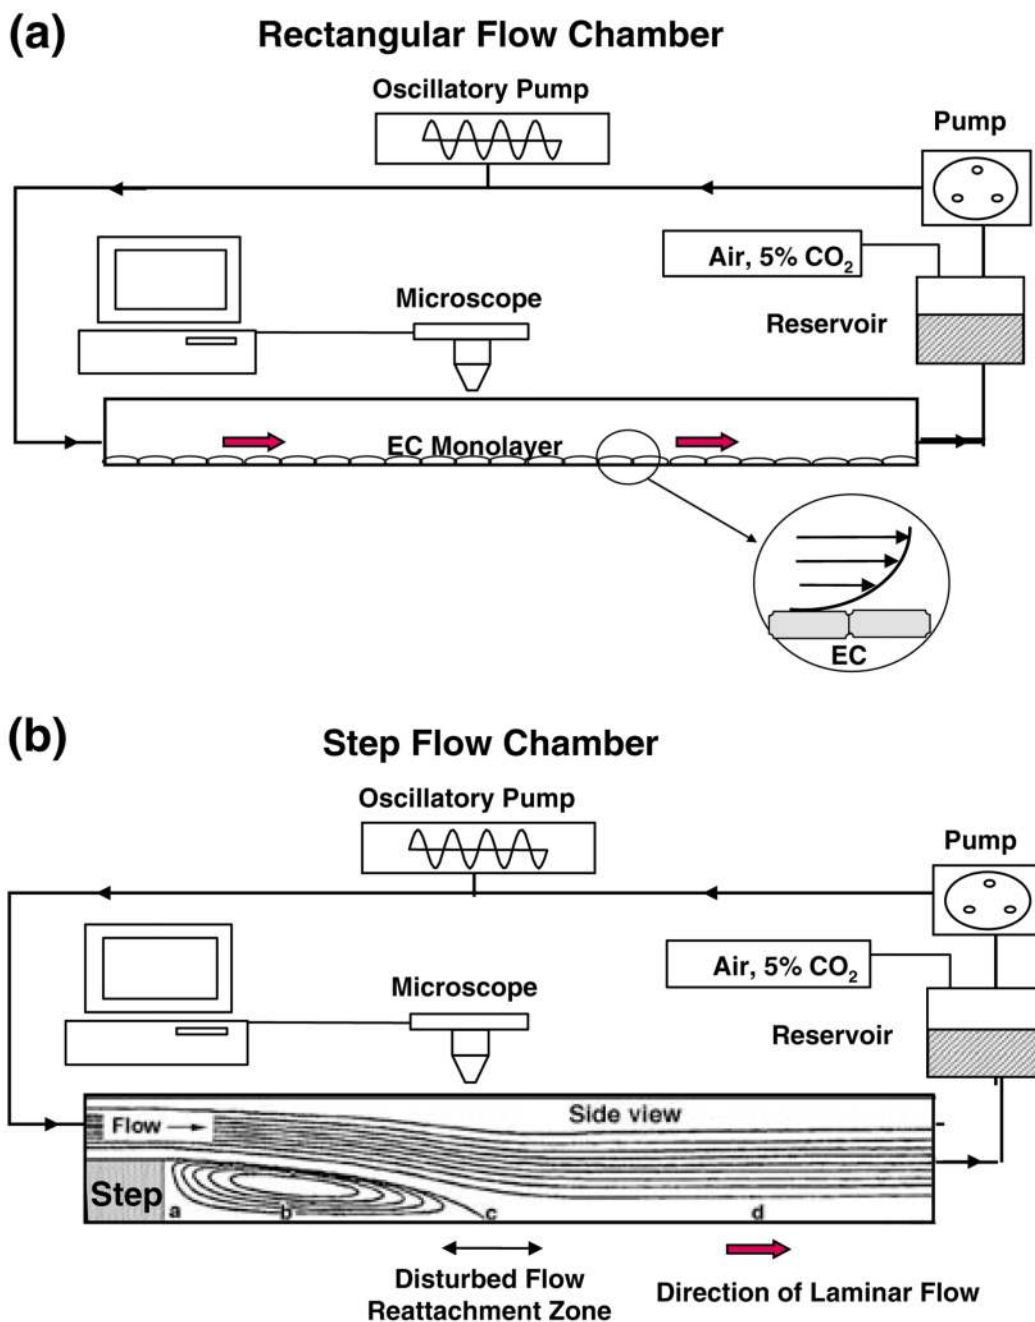 (a)
Rectangular Flow Chamber
Oscillatory Pump
Pump
Air, 5% CO₂
Microscope
Reservoir
EC Monolayer
EC
(b)
Step Flow Chamber
Oscillatory Pump
Pump
Air, 5% CO₂
Microscope
Reservoir
Side view
Flow
Step
a
b
c
d
Disturbed Flow
Reattachment Zone
Direction of Laminar Flow